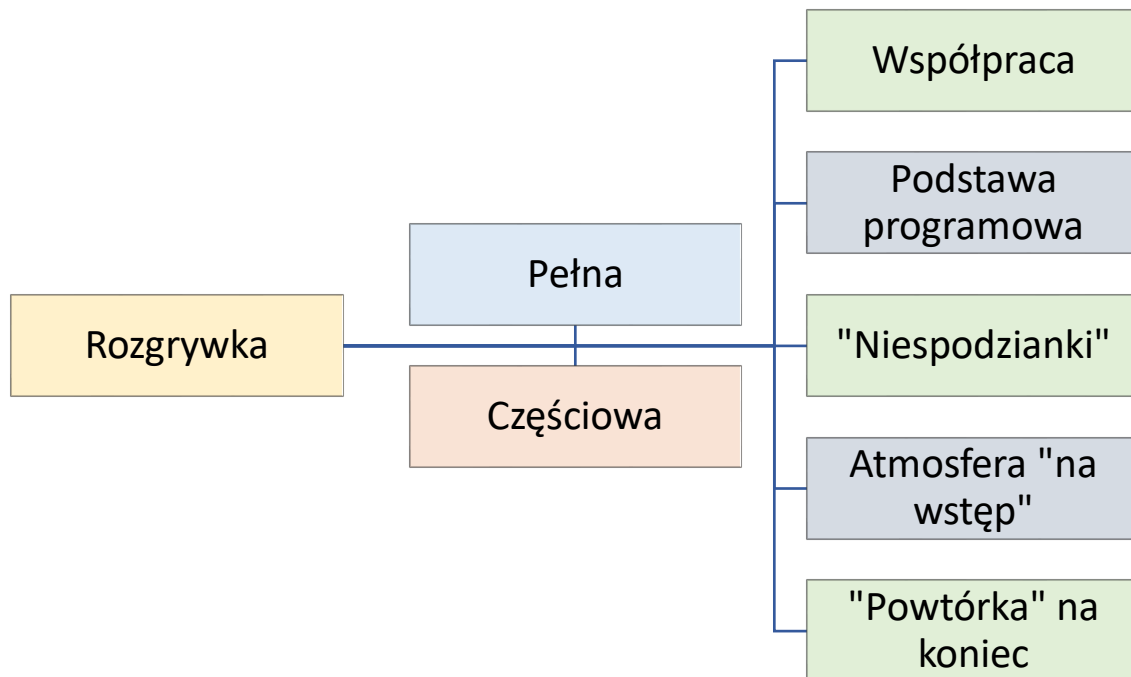 Rozgrywka
Pełna
Częściowa
Współpraca
Podstawa
programowa
"Niespodzianki"
Atmosfera "na
wstęp"
"Powtórka" na
koniec